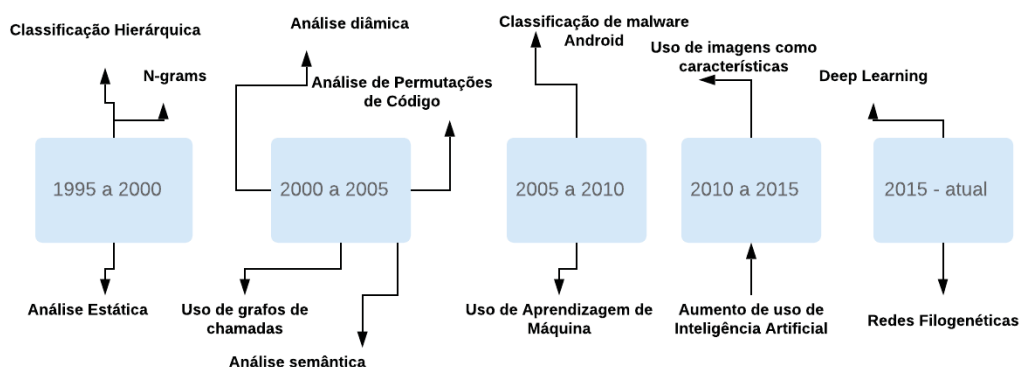 Classificação Hierárquica
N-grams
1995 a 2000
Análise Estática
Análise diâmica
Análise de Permutações
de Código
2000 a 2005
Uso de grafos de
chamadas
Análise semântica
Classificação de malware
Android
2005 a 2010
Uso de Aprendizagem de
Máquina
Uso de imagens como
características
2010 a 2015
Aumento de uso de
Inteligência Artificial
Deep Learning
2015 - atual
Redes Filogenéticas